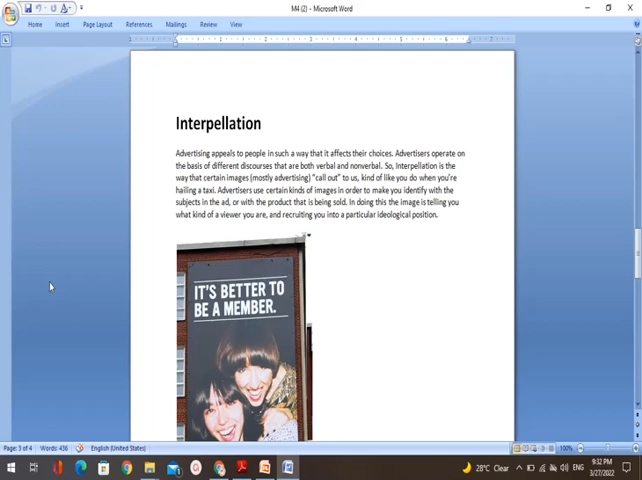 M4 (2) - Microsoft Word
Home Insert Page Layout References Mailings Review View
Interpellation
Advertising appeals to people in such a way that it affects their choices. Advertisers operate on
the basis of different discourses that are both verbal and nonverbal. So, Interpellation is the
way that certain images (mostly advertising) "call out" to us, kind of like you do when you're
hailing a taxi. Advertisers use certain kinds of images in order to make you identify with the
subjects in the ad, or with the product that is being sold. In doing this the image is telling you
what kind of a viewer you are, and recruiting you into a particular ideological position.
IT'S BETTER TO
BE A MEMBER.
Page: 3 of 4 Words: 436 English (United States) 100%
28°C Clear ENG 9:32 PM
3/27/2022